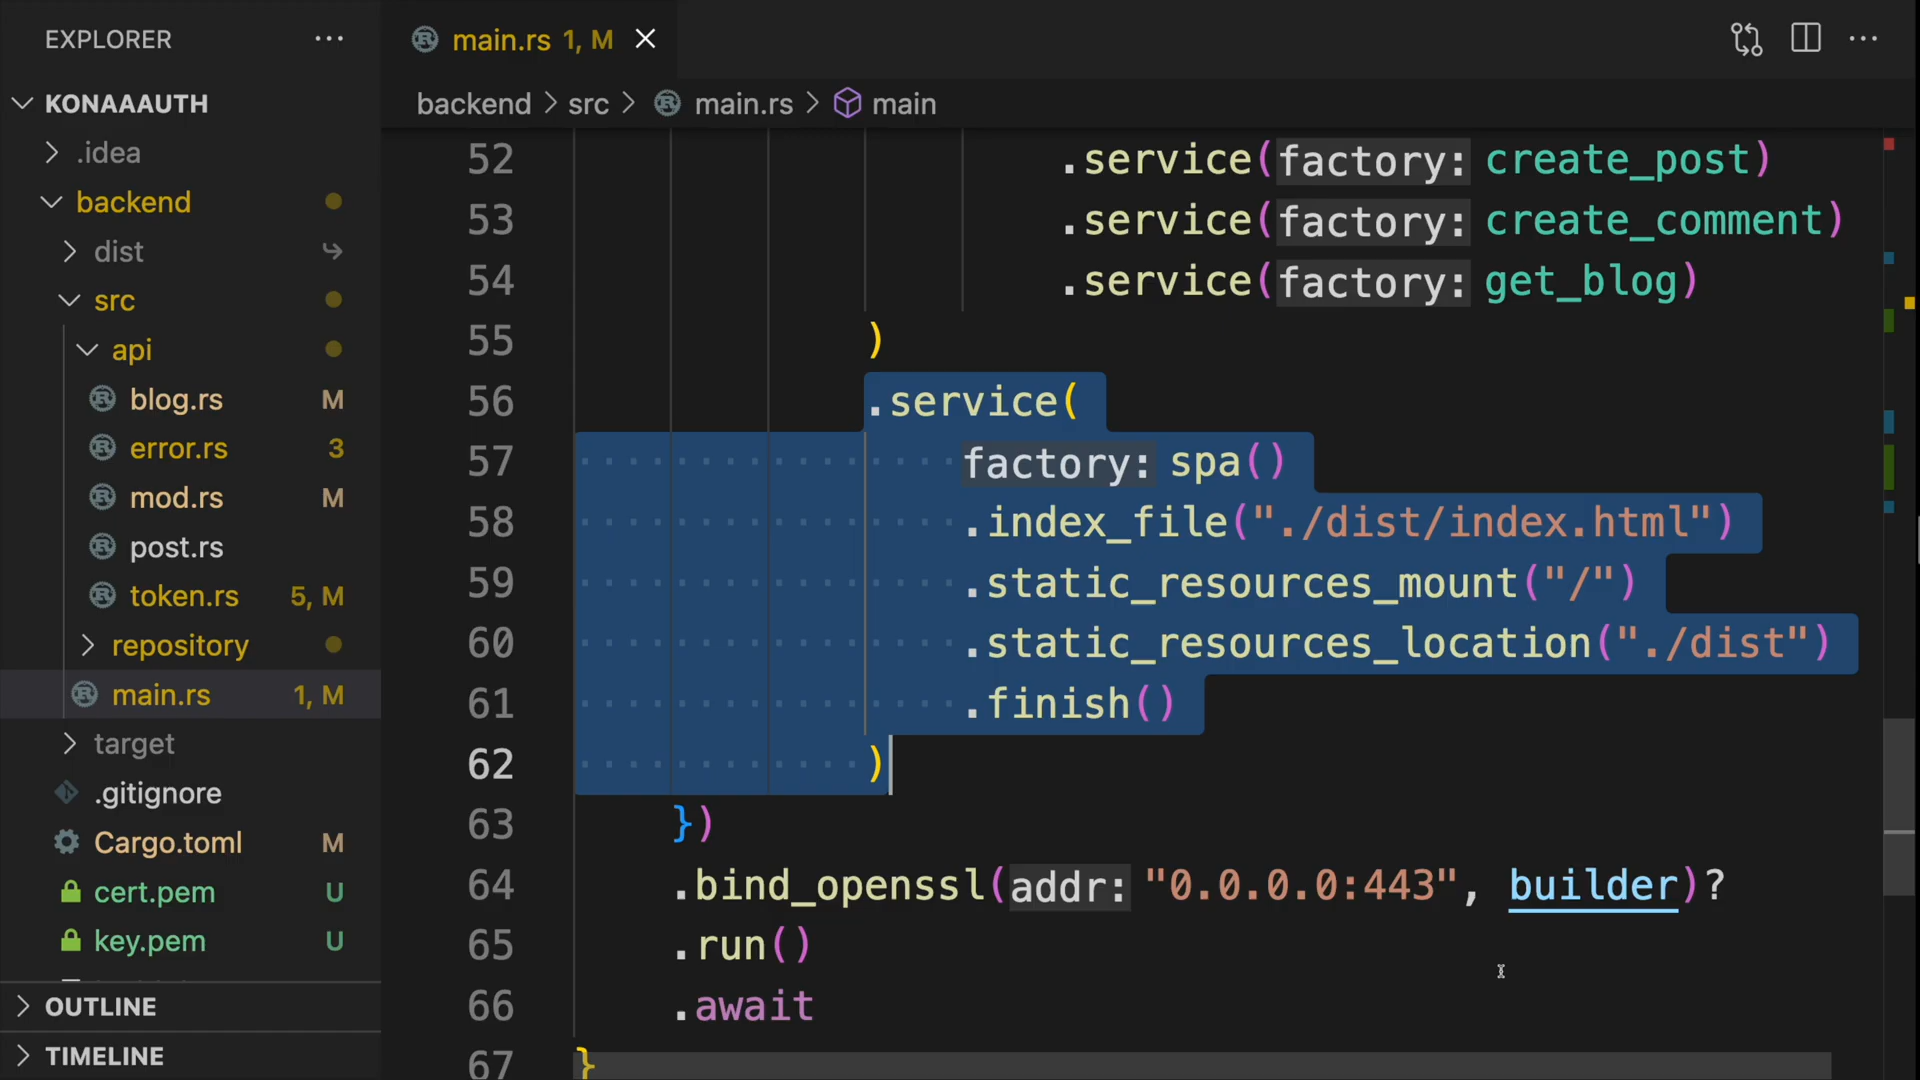 EXPLORER
KONAAAUTH
.idea
backend
dist
src
api
blog.rs M
error.rs 3
mod.rs M
post.rs
token.rs 5, M
repository
main.rs 1, M
target
.gitignore
Cargo.toml M
cert.pem U
key.pem U
OUTLINE
TIMELINE
main.rs 1, M
backend > src > main.rs > main
52 .service(factory: create_post)
53 .service(factory: create_comment)
54 .service(factory: get_blog)
55 )
56 .service(
57 factory: spa()
58 .index_file("./dist/index.html")
59 .static_resources_mount("/")
60 .static_resources_location("./dist")
61 .finish()
62 )
63 })
64 .bind_openssl(addr: "0.0.0.0:443", builder)?
65 .run()
66 .await
67 }